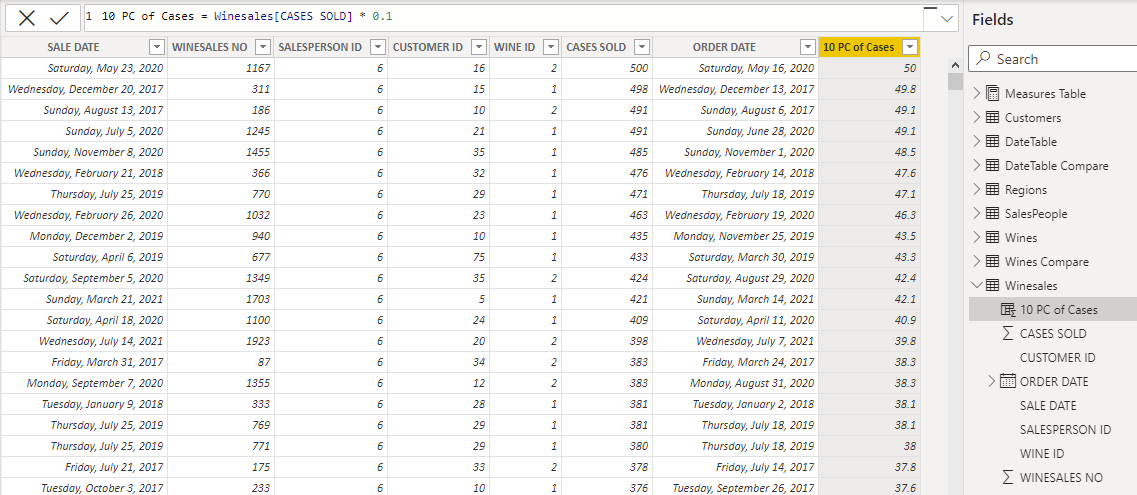 1 10 PC of Cases = Winesales[CASES SOLD] * 0.1
SALE DATE WINESALES NO SALESPERSON ID CUSTOMER ID WINE ID CASES SOLD ORDER DATE 10 PC of Cases
Saturday, May 23, 2020 1167 6 16 2 500 Saturday, May 16, 2020 50
Wednesday, December 20, 2017 311 6 15 1 498 Wednesday, December 13, 2017 49.8
Sunday, August 13, 2017 186 6 10 2 491 Sunday, August 6, 2017 49.1
Sunday, July 5, 2020 1245 6 21 1 491 Sunday, June 28, 2020 49.1
Sunday, November 8, 2020 1455 6 35 1 485 Sunday, November 1, 2020 48.5
Wednesday, February 21, 2018 366 6 32 1 476 Wednesday, February 14, 2018 47.6
Thursday, July 25, 2019 770 6 29 1 471 Thursday, July 18, 2019 47.1
Wednesday, February 26, 2020 1032 6 23 1 463 Wednesday, February 19, 2020 46.3
Monday, December 2, 2019 940 6 10 1 435 Monday, November 25, 2019 43.5
Saturday, April 6, 2019 677 6 75 1 433 Saturday, March 30, 2019 43.3
Saturday, September 5, 2020 1349 6 35 2 424 Saturday, August 29, 2020 42.4
Sunday, March 21, 2021 1703 6 5 1 421 Sunday, March 14, 2021 42.1
Saturday, April 18, 2020 1100 6 24 1 409 Saturday, April 11, 2020 40.9
Wednesday, July 14, 2021 1923 6 20 2 398 Wednesday, July 7, 2021 39.8
Friday, March 31, 2017 87 6 34 2 383 Friday, March 24, 2017 38.3
Monday, September 7, 2020 1355 6 12 2 383 Monday, August 31, 2020 38.3
Tuesday, January 9, 2018 333 6 28 1 381 Tuesday, January 2, 2018 38.1
Thursday, July 25, 2019 769 6 29 1 381 Thursday, July 18, 2019 38.1
Thursday, July 25, 2019 771 6 29 1 380 Thursday, July 18, 2019 38
Friday, July 21, 2017 175 6 33 2 378 Friday, July 14, 2017 37.8
Tuesday, October 3, 2017 233 6 10 1 376 Tuesday, September 26, 2017 37.6
Fields
Search
Measures Table
Customers
DateTable
DateTable Compare
Regions
SalesPeople
Wines
Wines Compare
Winesales
10 PC of Cases
CASES SOLD
CUSTOMER ID
ORDER DATE
SALE DATE
SALESPERSON ID
WINE ID
WINESALES NO